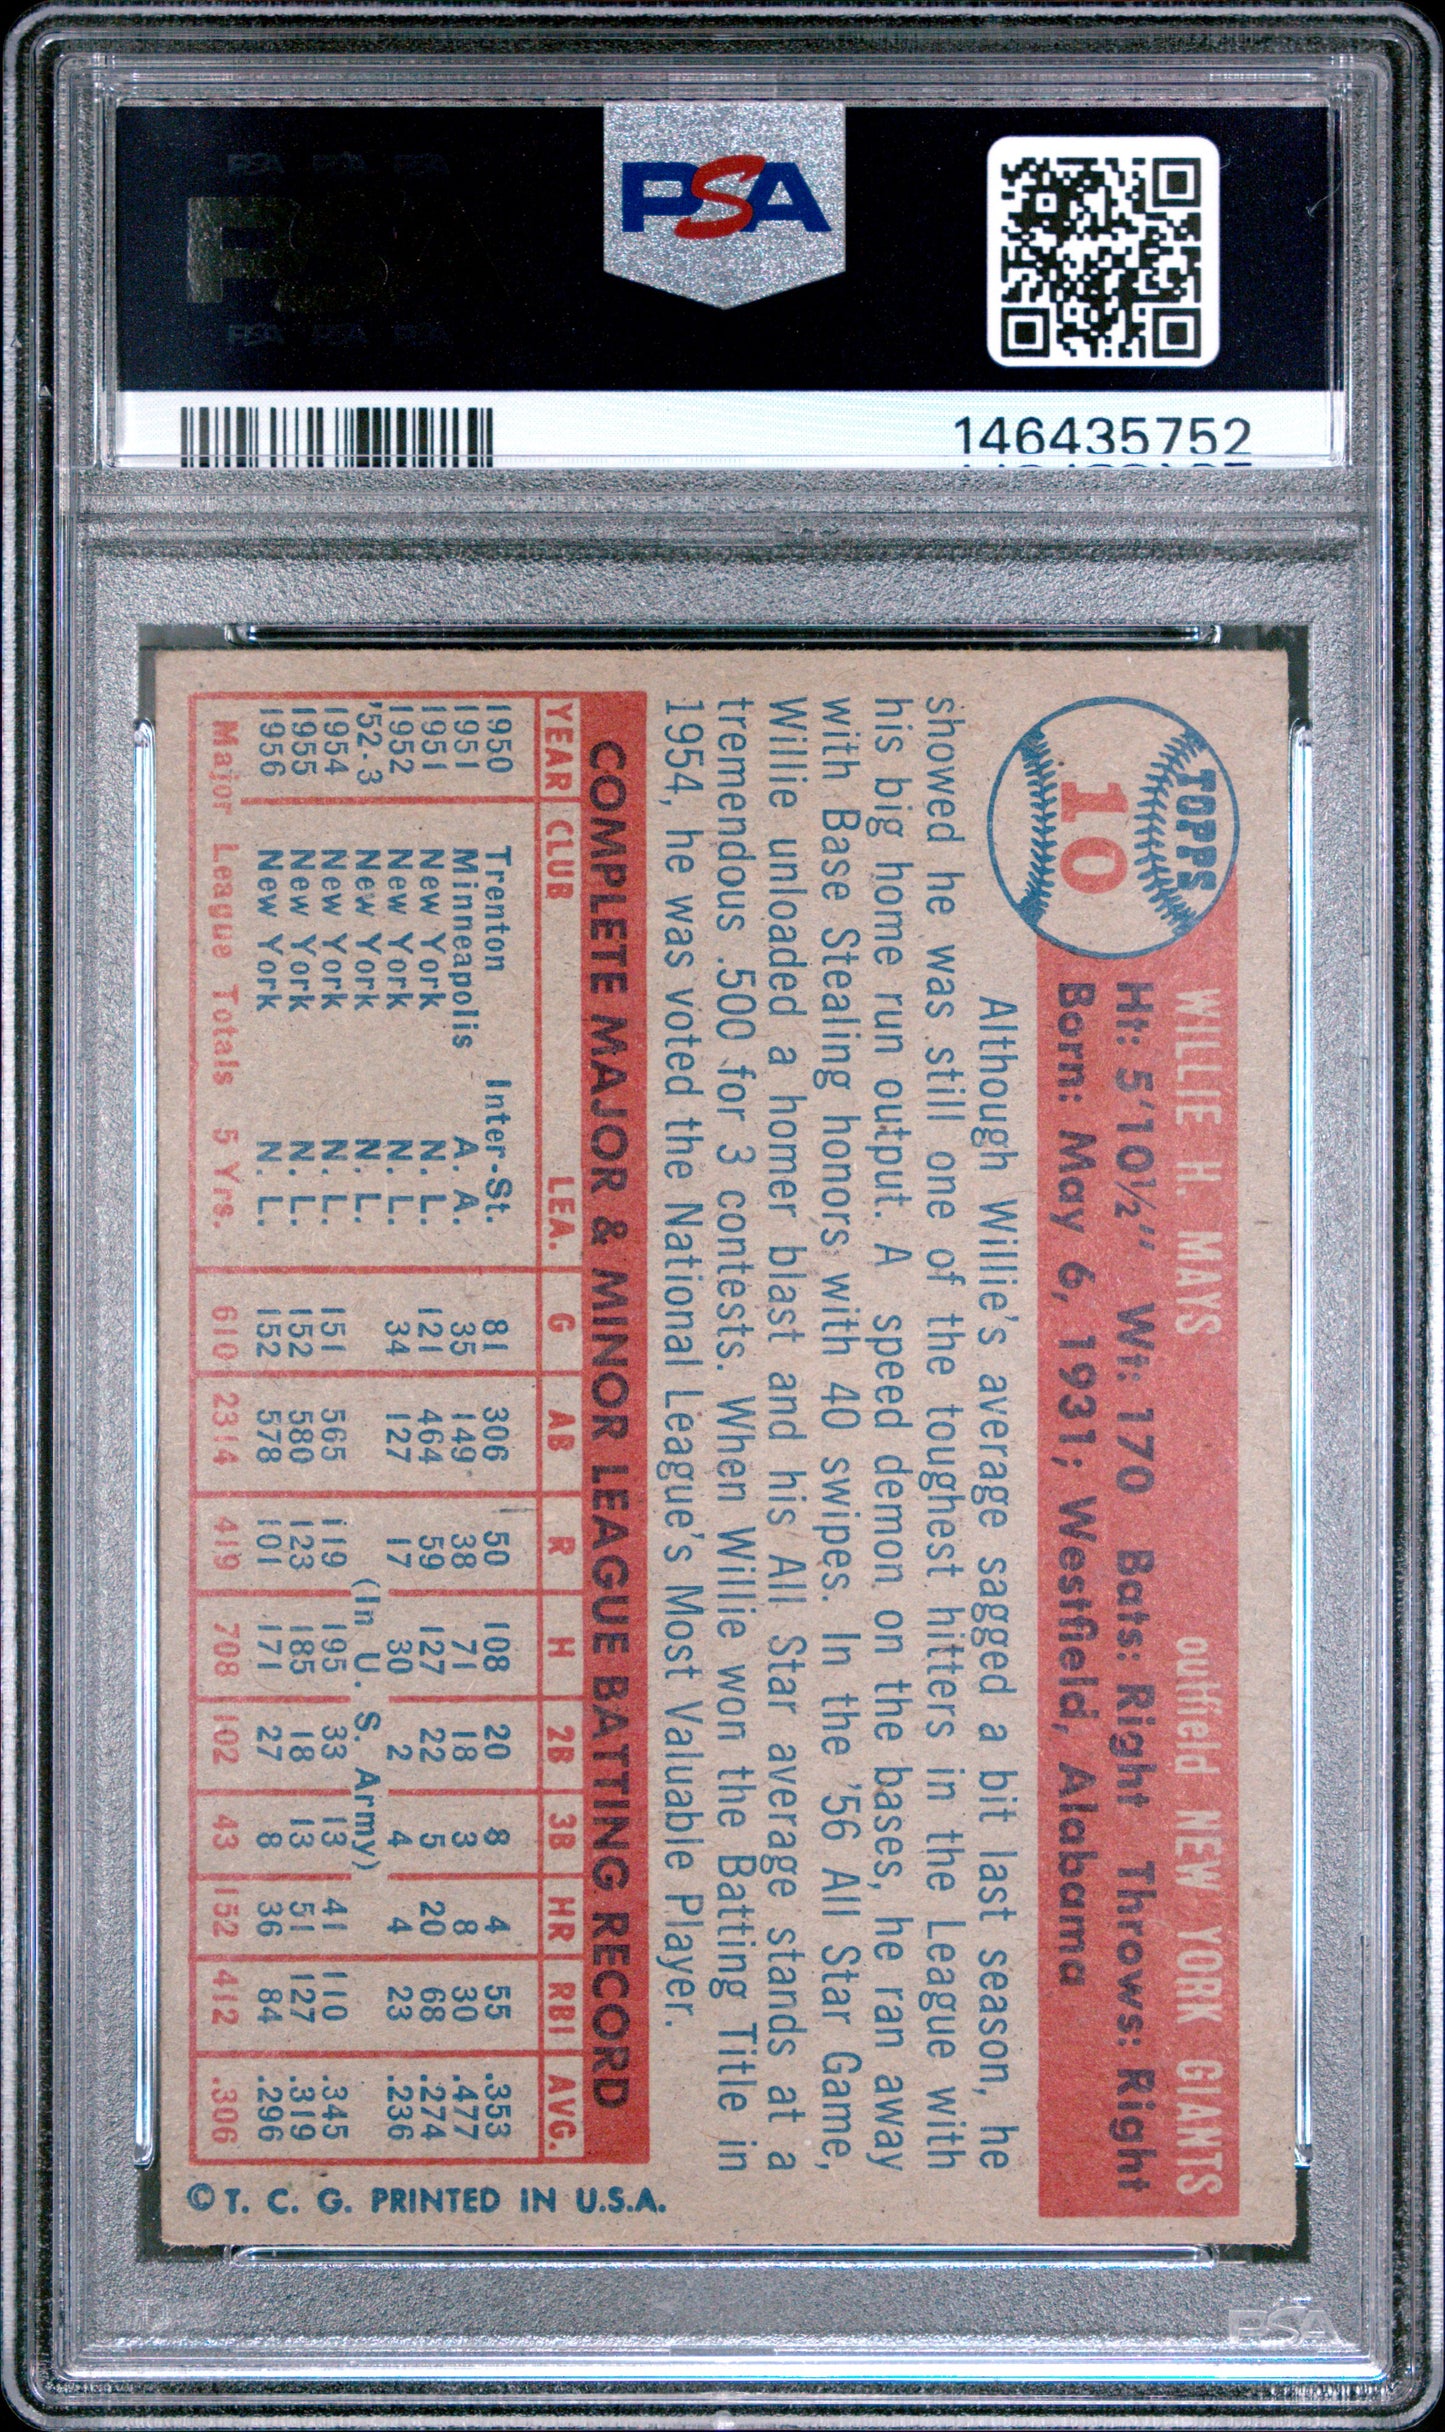 PSA
146435752
TOPPS
10
WILLIE H. MAYS outfield NEW YORK GIANTS
Ht: 5'10½" Wt: 170 Bats: Right Throws: Right
Born: May 6, 1931; Westfield, Alabama
Although Willie's average sagged a bit last season, he
showed he was still one of the toughest hitters in the League with
his big home run output. A speed demon on the bases, he ran away
with Base Stealing honors with 40 swipes. In the '56 All Star Game,
Willie unloaded a homer blast and his All Star average stands at a
tremendous .500 for 3 contests. When Willie won the Batting Title in
1954, he was voted the National League's Most Valuable Player.
COMPLETE MAJOR & MINOR LEAGUE BATTING RECORD
YEAR CLUB LEA. G AB R H 2B 3B HR RBI AVG.
1950 Trenton Inter-St. 81 306 50 108 20 8 4 55 .353
1951 Minneapolis A. A. 35 149 38 71 18 3 8 30 .477
1951 New York N. L. 121 464 59 127 22 5 20 68 .274
1952 New York N. L. 34 127 17 30 2 4 4 23 .236
'52-3 New York N. L. (In U. S. Army)
1954 New York N. L. 151 565 119 195 33 13 41 110 .345
1955 New York N. L. 152 580 123 185 18 13 51 127 .319
1956 New York N. L. 152 578 101 171 27 8 36 84 .296
Major League Totals 5 Yrs. 610 2314 419 708 102 43 152 412 .306
© T. C. G. PRINTED IN U.S.A.
PSA